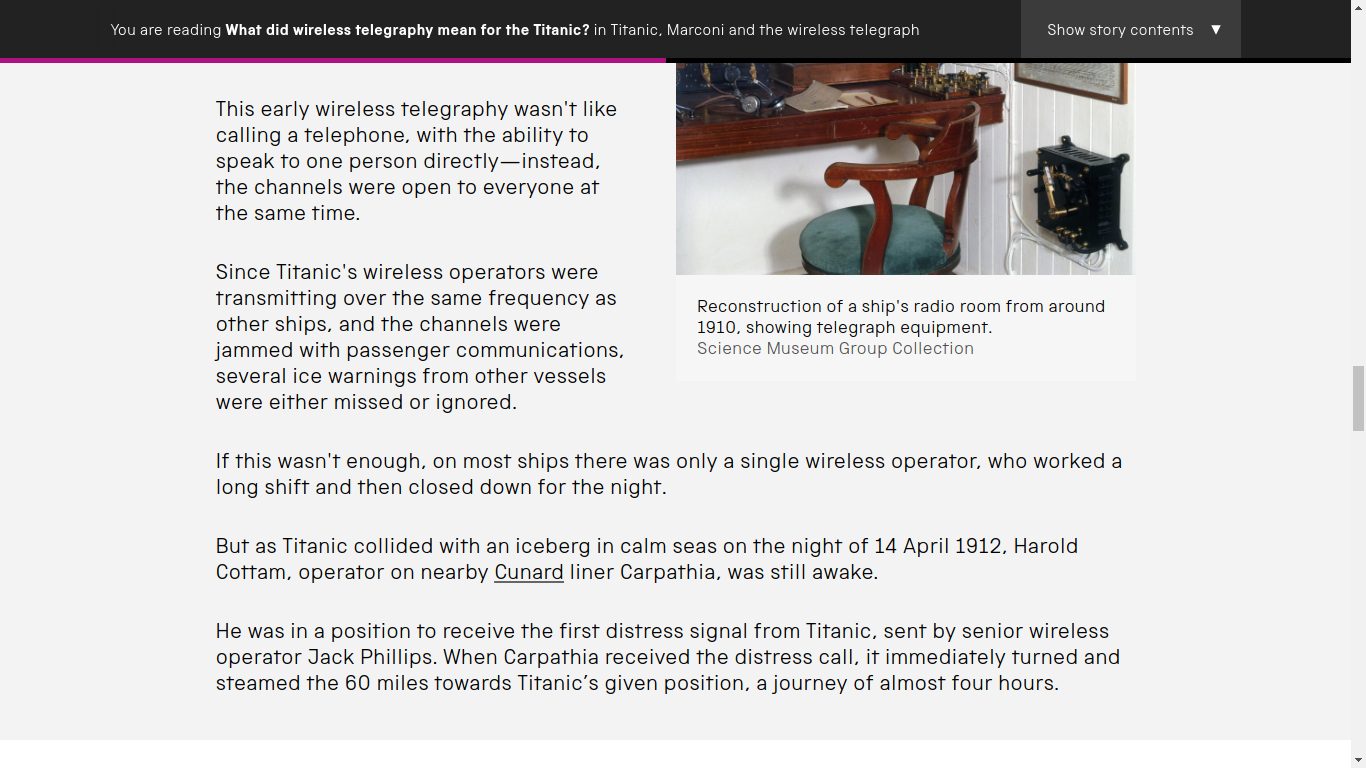 You are reading What did wireless telegraphy mean for the Titanic? in Titanic, Marconi and the wireless telegraph
Show story contents ▼
This early wireless telegraphy wasn't like
calling a telephone, with the ability to
speak to one person directly—instead,
the channels were open to everyone at
the same time.
Since Titanic's wireless operators were
transmitting over the same frequency as
other ships, and the channels were
jammed with passenger communications,
several ice warnings from other vessels
were either missed or ignored.
Reconstruction of a ship's radio room from around
1910, showing telegraph equipment.
Science Museum Group Collection
If this wasn't enough, on most ships there was only a single wireless operator, who worked a
long shift and then closed down for the night.
But as Titanic collided with an iceberg in calm seas on the night of 14 April 1912, Harold
Cottam, operator on nearby Cunard liner Carpathia, was still awake.
He was in a position to receive the first distress signal from Titanic, sent by senior wireless
operator Jack Phillips. When Carpathia received the distress call, it immediately turned and
steamed the 60 miles towards Titanic’s given position, a journey of almost four hours.